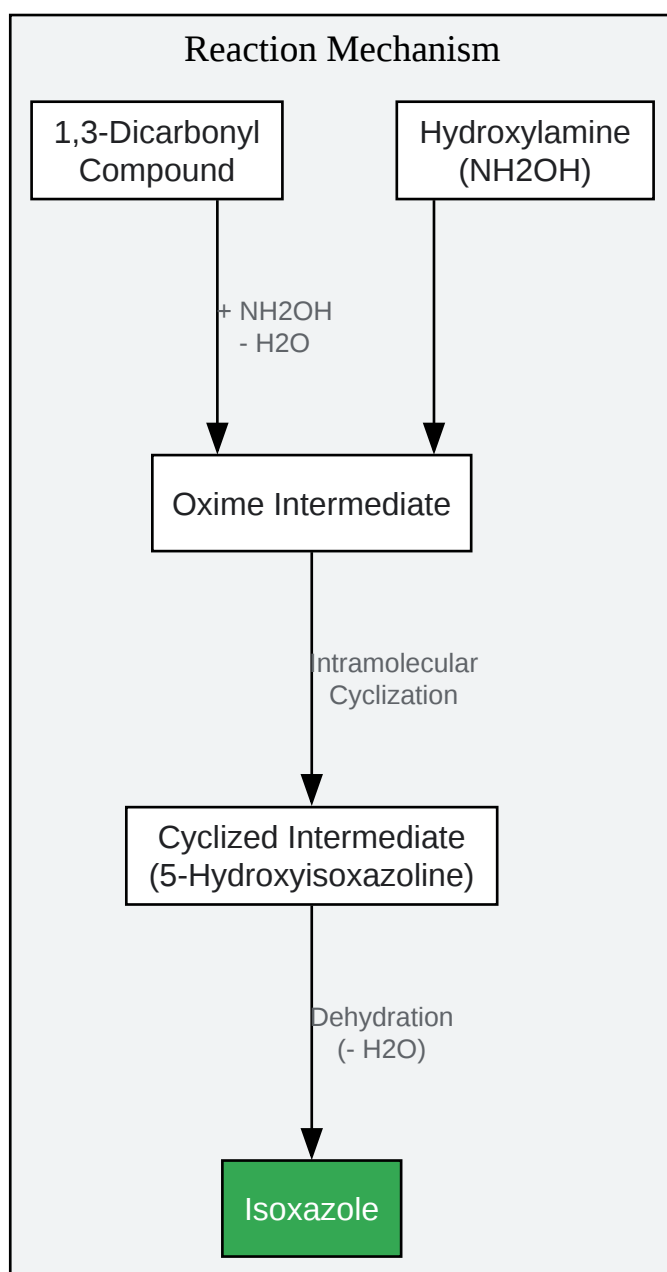 Reaction Mechanism
1,3-Dicarbonyl
Compound
Hydroxylamine
(NH2OH)
+ NH2OH
- H2O
Oxime Intermediate
Intramolecular
Cyclization
Cyclized Intermediate
(5-Hydroxyisoxazoline)
Dehydration
(- H2O)
Isoxazole